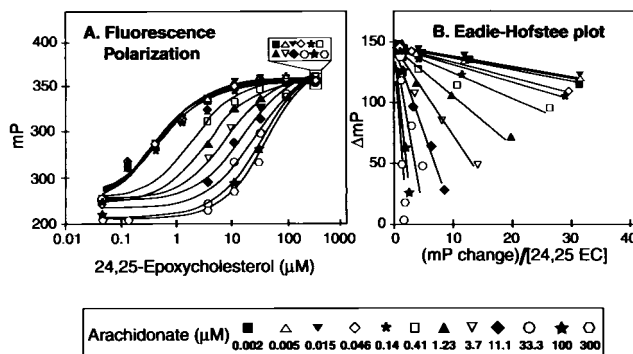 A. Fluorescence
Polarization
mP
360
350
300
200
0.01 0.1 1 10 100 1000
24,25-Epoxycholesterol (µM)
B. Eadie-Hofstee plot
ΔmP
150
100
50
0
0 10 20 30 40
(mP change)/[24,25 EC]
Arachidonate (µM)
0.002 0.005 0.015 0.046 0.14 0.41 1.23 3.7 11.1 33.3 100 300